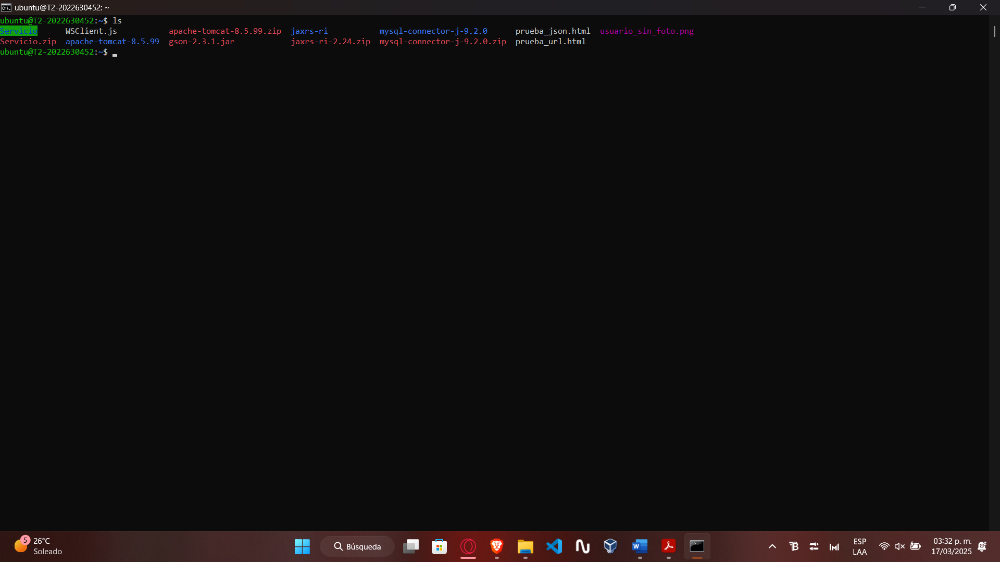 ubuntu@T2-2022630452: ~
ubuntu@T2-2022630452:~$ ls
Servicio WSClient.js apache-tomcat-8.5.99.zip jaxrs-ri mysql-connector-j-9.2.0 prueba_json.html usuario_sin_foto.png
Servicio.zip apache-tomcat-8.5.99 gson-2.3.1.jar jaxrs-ri-2.24.zip mysql-connector-j-9.2.0.zip prueba_url.html
ubuntu@T2-2022630452:~$
5
26°C
Soleado
Búsqueda
ESP
LAA
03:32 p. m.
17/03/2025